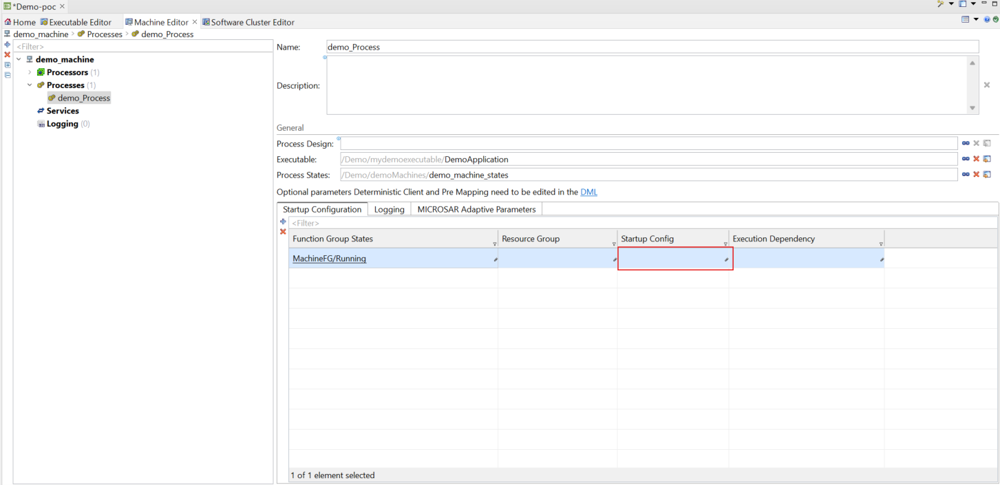 *Demo-poc
Home Executable Editor Machine Editor Software Cluster Editor
demo_machine > Processes > demo_Process
<Filter>
demo_machine
Processors (1)
Processes (1)
demo_Process
Services
Logging (0)
Name: demo_Process
Description:
General
Process Design:
Executable: /Demo/mydemoexecutable/DemoApplication
Process States: /Demo/demoMachines/demo_machine_states
Optional parameters Deterministic Client and Pre Mapping need to be edited in the DML
Startup Configuration Logging MICROSAR Adaptive Parameters
<Filter>
Function Group States Resource Group Startup Config Execution Dependency
MachineFG/Running
1 of 1 element selected